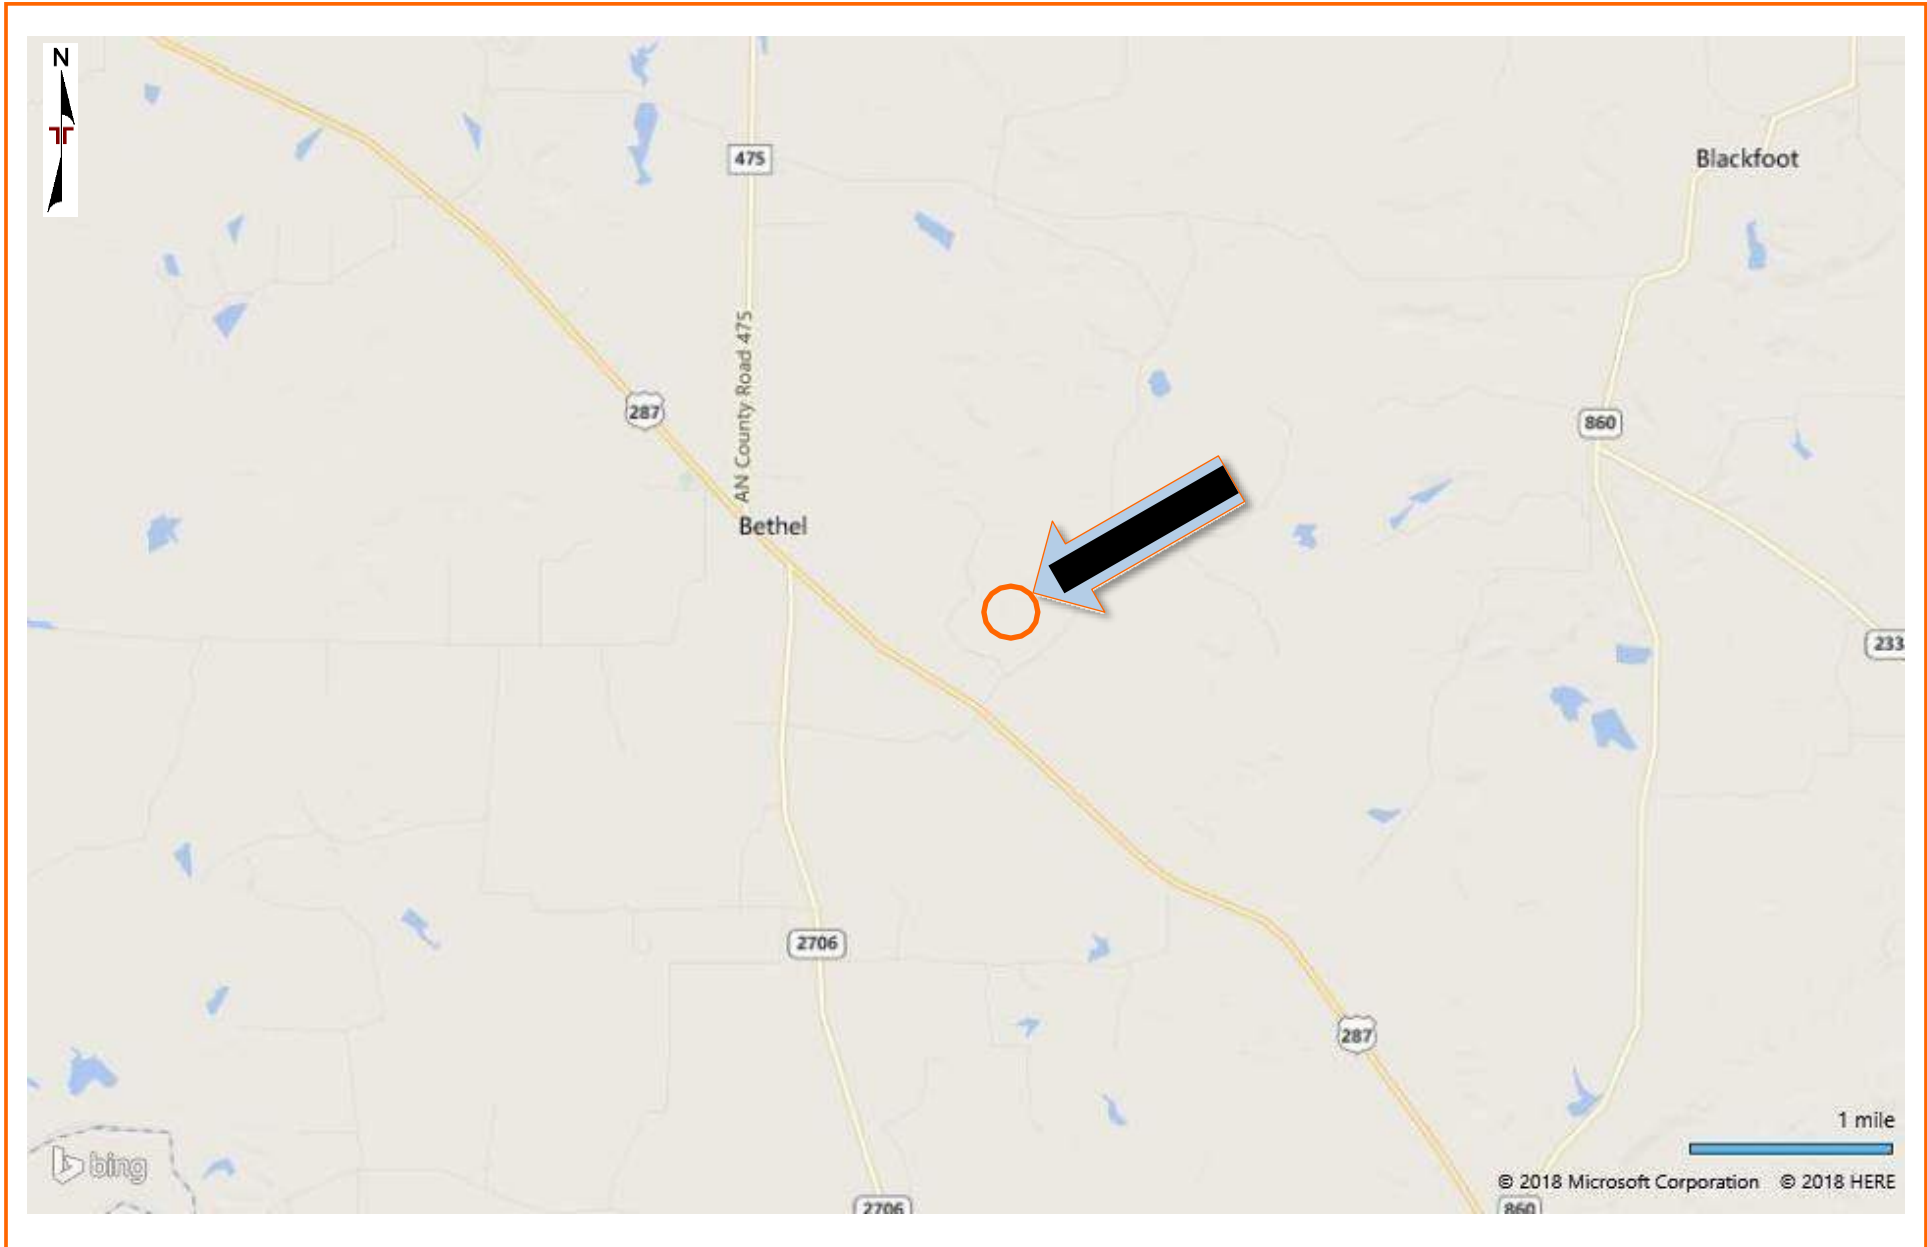 N
475
Blackfoot
AN County Road 475
287
860
Bethel
233
2706
287
1 mile
bing
© 2018 Microsoft Corporation © 2018 HERE
2706
860